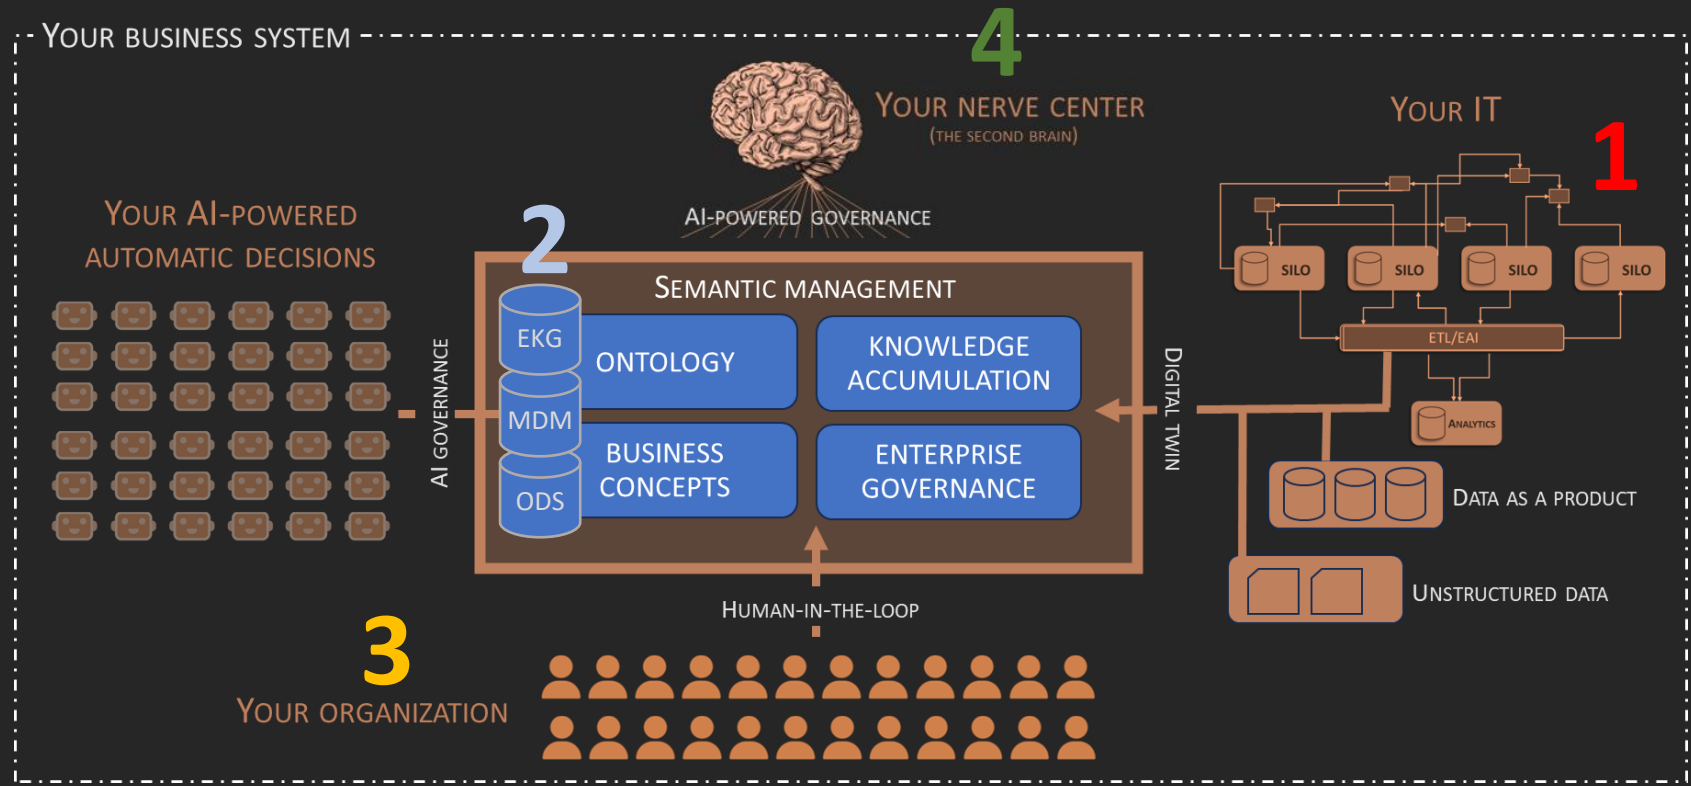 YOUR BUSINESS SYSTEM
4
YOUR NERVE CENTER
(THE SECOND BRAIN)
AI-POWERED GOVERNANCE
YOUR IT
1
SILO
SILO
SILO
SILO
ETL/EAI
ANALYTICS
DATA AS A PRODUCT
UNSTRUCTURED DATA
DIGITAL TWIN
YOUR AI-POWERED
AUTOMATIC DECISIONS
AI GOVERNANCE
2
SEMANTIC MANAGEMENT
EKG
MDM
ODS
ONTOLOGY
KNOWLEDGE
ACCUMULATION
BUSINESS
CONCEPTS
ENTERPRISE
GOVERNANCE
HUMAN-IN-THE-LOOP
3
YOUR ORGANIZATION